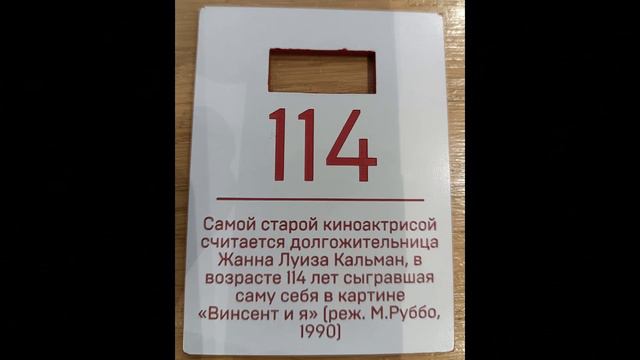 114
Самой старой киноактрисой
считается долгожительница
Жанна Луиза Кальман, в
возрасте 114 лет сыгравшая
саму себя в картине
«Винсент и я» (реж. М.Руббо,
1990)